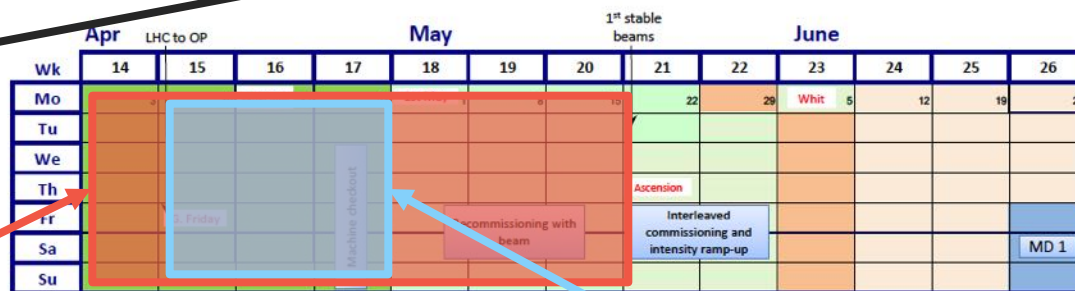 1st stable
Apr LHC to OP May beams June
Wk 14 15 16 17 18 19 20 21 22 23 24 25 26
Mo 3 1 8 15 22 29 Whit 5 12 19
Tu
We
Th Ascension
Fr G. Friday
Sa
Su
Machine checkout
Recommissioning with
beam
Interleaved
commissioning and
intensity ramp-up
MD 1